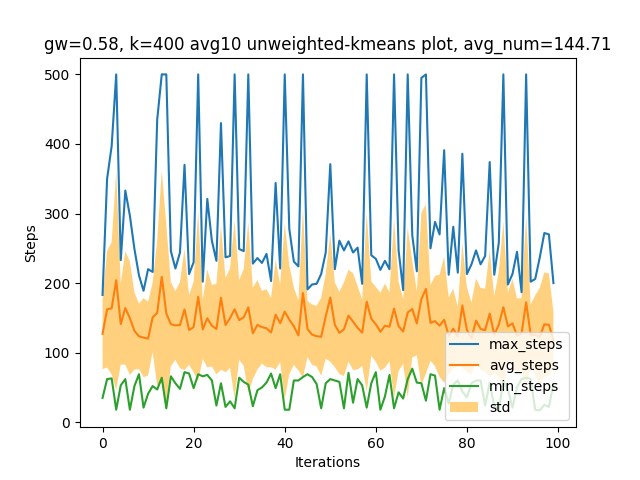 gw=0.58, k=400 avg10 unweighted-kmeans plot, avg_num=144.71
500
400
300
200
100
0
Steps
0 20 40 60 80 100
Iterations
max_steps
avg_steps
min_steps
std